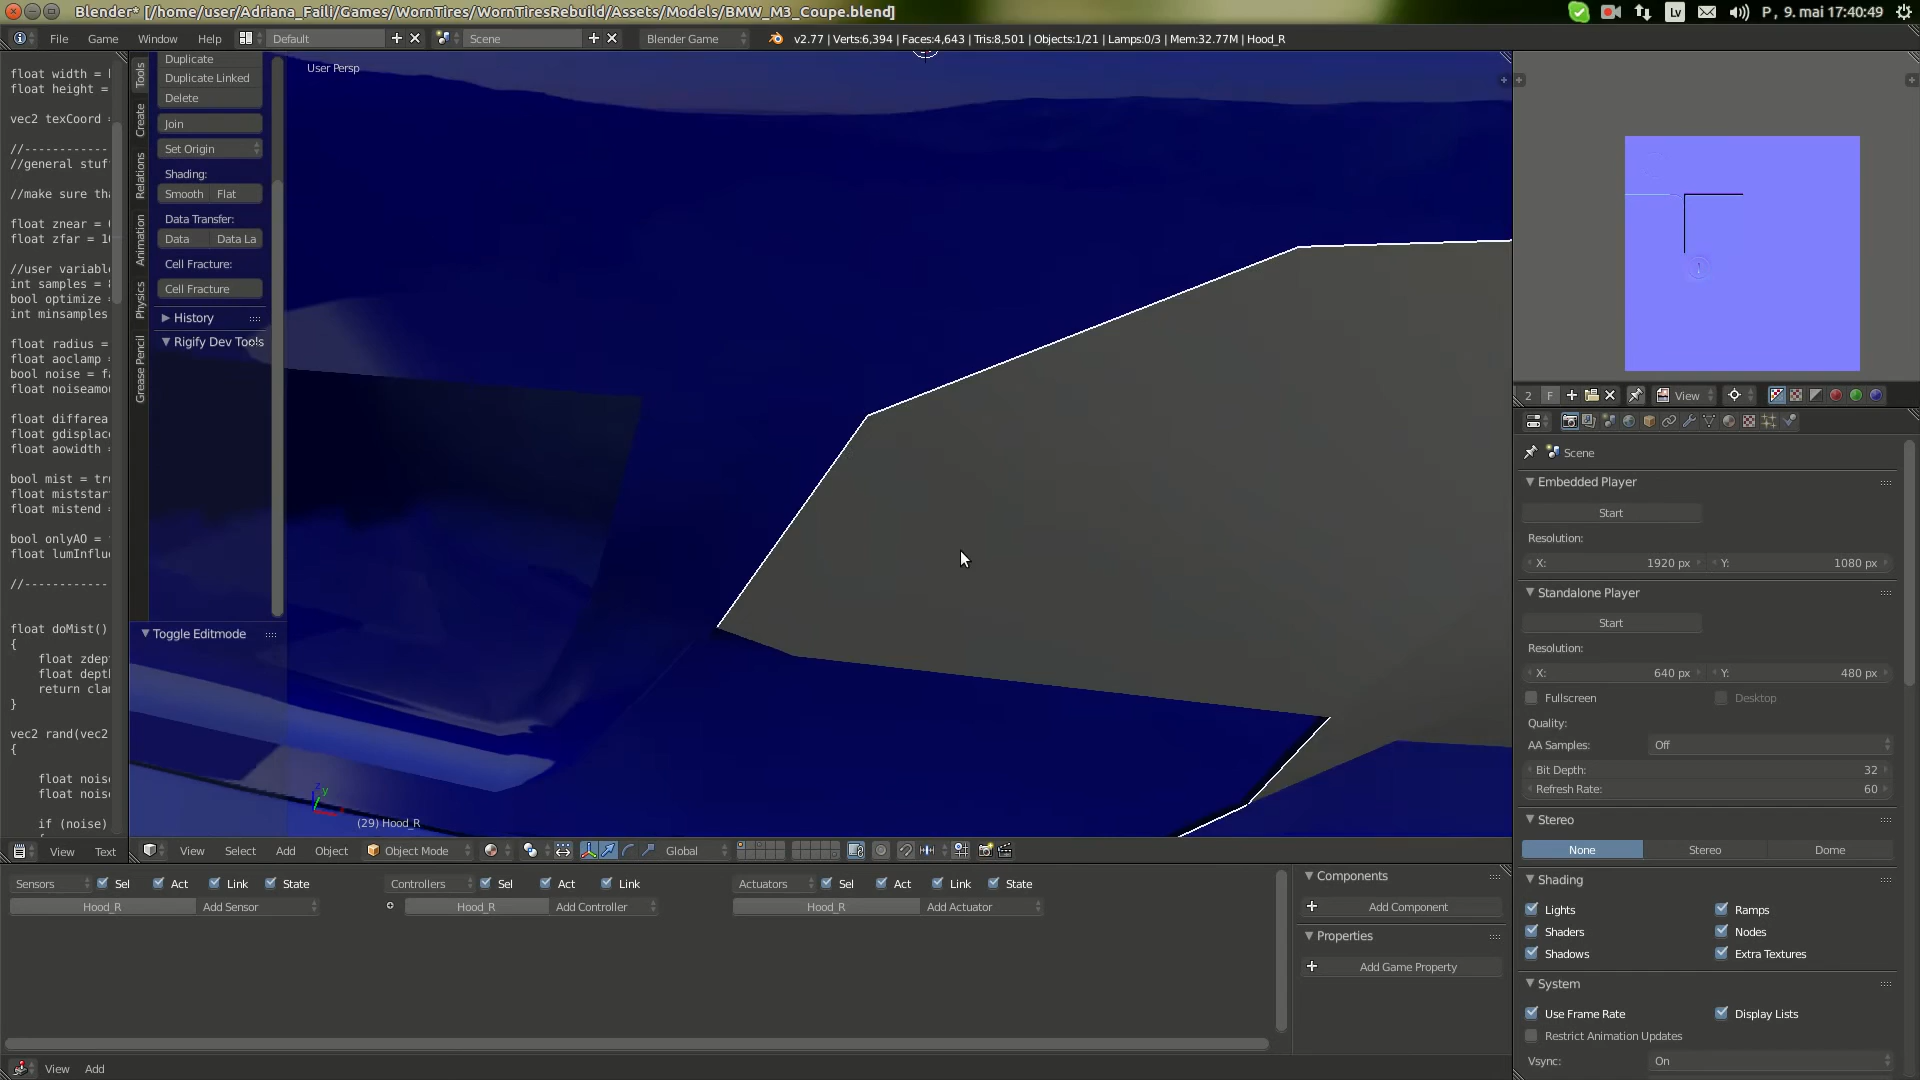 Blender* [/home/user/Adriana_Faili/Games/WornTires/WornTiresRebuild/Assets/Models/BMW_M3_Coupe.blend]
Lv
P , 9. mai 17:40:49
File
Game
Window
Help
Default
Scene
Blender Game
v2.77 | Verts:6,394 | Faces:4,643 | Tris:8,501 | Objects:1/21 | Lamps:0/3 | Mem:32.77M | Hood_R
float width =
float height =
vec2 texCoord =
//------------
//general stuf
//make sure tha
float znear =
float zfar = 10
//user variabl
int samples =
bool optimize =
int minsamples
float radius =
float aoclamp =
bool noise = fa
float noiseamou
float diffarea
float gdisplac
float aowidth =
bool mist = tru
float miststar
float mistend =
bool onlyAO =
float lumInflu
//------------
float doMist()
{
float zdep
float depth
return cla
}
vec2 rand(vec2
{
float nois
float nois
if (noise)
View
Text
Tools
Create
Relations
Animation
Physics
Grease Pencil
Duplicate
Duplicate Linked
Delete
Join
Set Origin
Shading:
Smooth
Flat
Data Transfer:
Data
Data La
Cell Fracture:
Cell Fracture
History
Rigify Dev Tools
Toggle Editmode
User Persp
z
y
(29) Hood_R
View
Select
Add
Object
Object Mode
Global
2
F
View
Scene
Embedded Player
Start
Resolution:
X: 1920 px
Y: 1080 px
Standalone Player
Start
Resolution:
X: 640 px
Y: 480 px
Fullscreen
Desktop
Quality:
AA Samples: Off
Bit Depth: 32
Refresh Rate: 60
Stereo
None
Stereo
Dome
Shading
Lights
Ramps
Shaders
Nodes
Shadows
Extra Textures
System
Use Frame Rate
Display Lists
Restrict Animation Updates
Vsync: On
Sensors
Sel
Act
Link
State
Controllers
Sel
Act
Link
Actuators
Sel
Act
Link
State
Hood_R
Add Sensor
Hood_R
Add Controller
Hood_R
Add Actuator
Components
Add Component
Properties
Add Game Property
View
Add